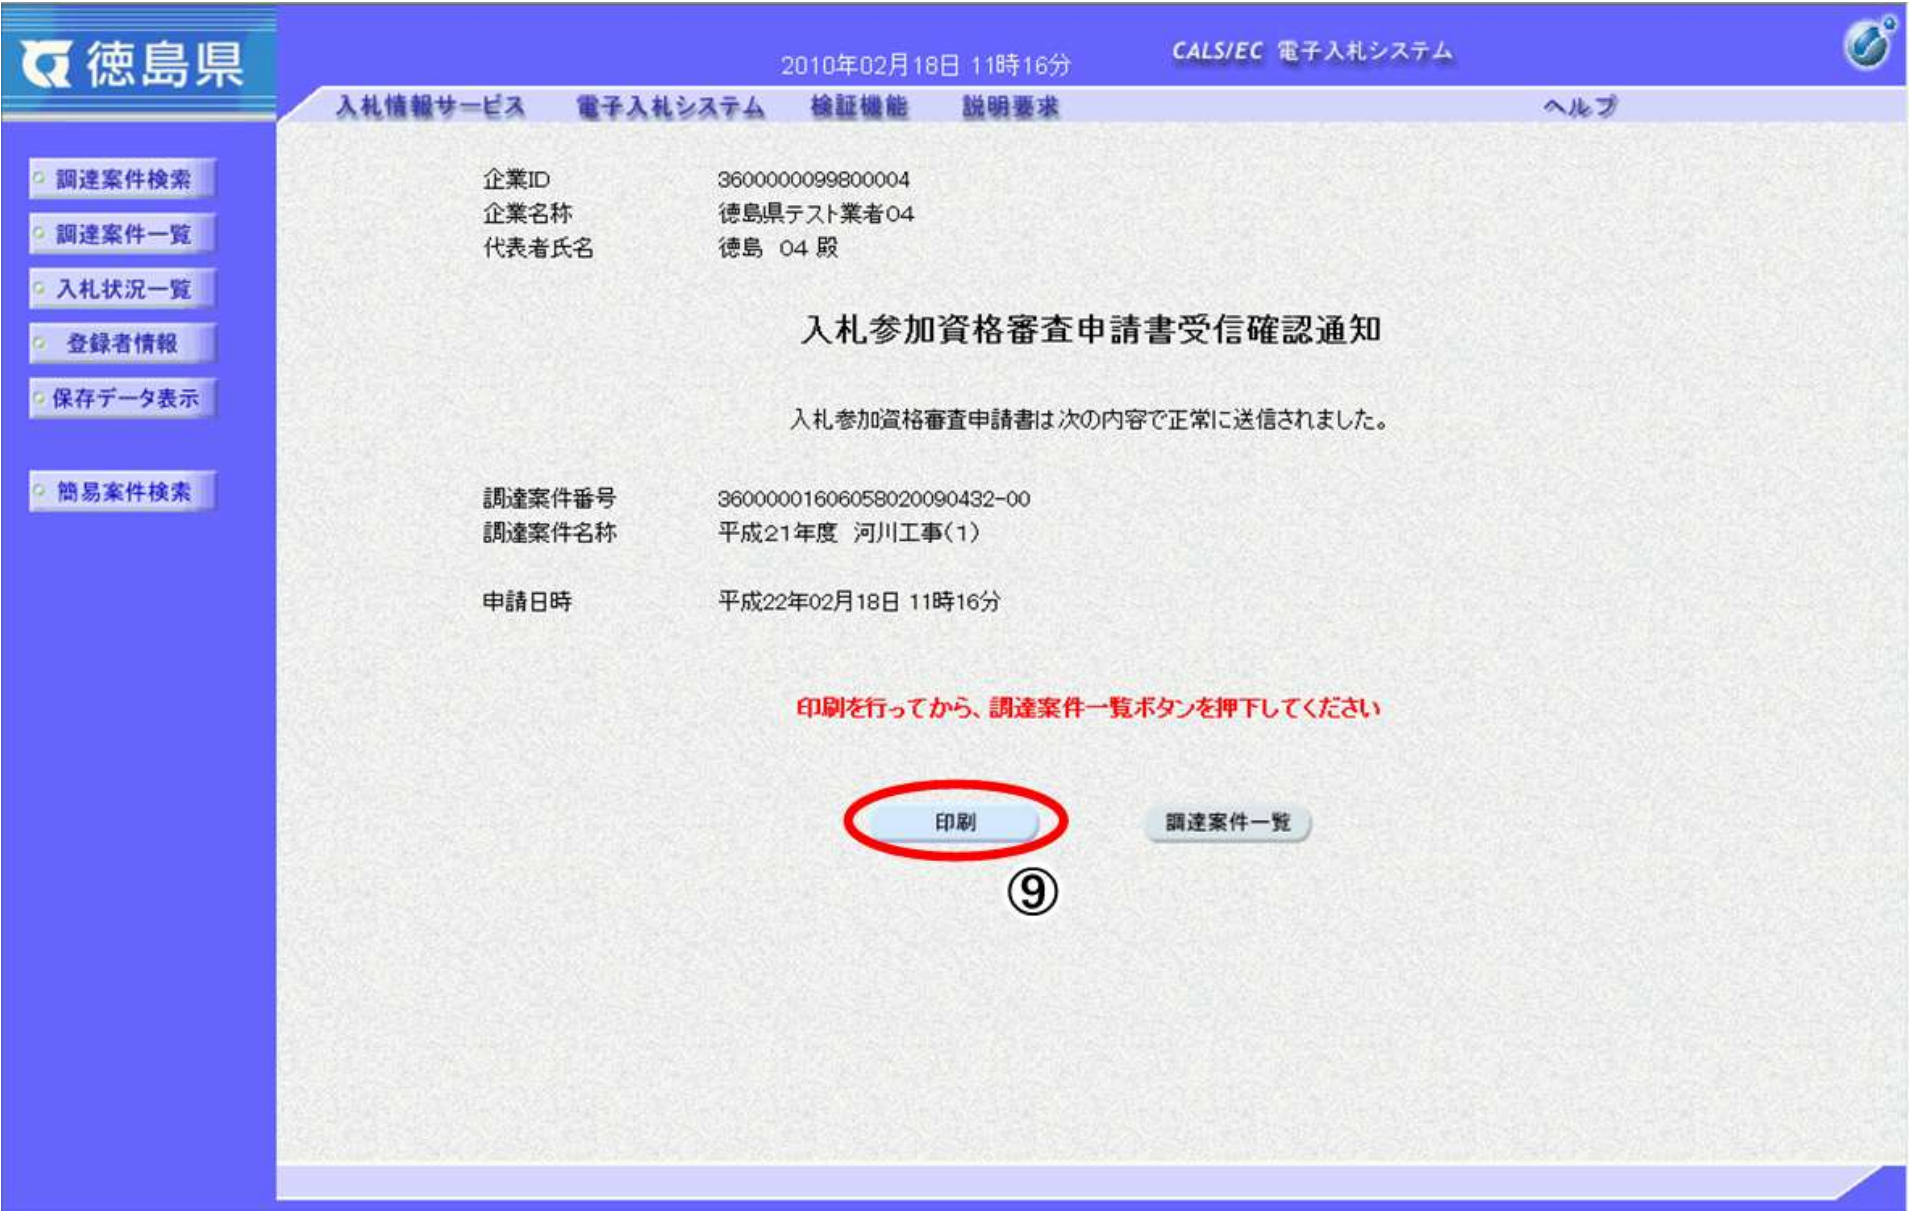 徳島県
2010年02月18日 11時16分
CALS/EC 電子入札システム
入札情報サービス 電子入札システム 検証機能 説明要求 ヘルプ
調達案件検索
調達案件一覧
入札状況一覧
登録者情報
保存データ表示
簡易案件検索
企業ID 3600000099800004
企業名称 徳島県テスト業者04
代表者氏名 徳島 04 殿
入札参加資格審査申請書受信確認通知
入札参加資格審査申請書は次の内容で正常に送信されました。
調達案件番号 36000001606058020090432-00
調達案件名称 平成21年度 河川工事(1)
申請日時 平成22年02月18日 11時16分
印刷を行ってから、調達案件一覧ボタンを押下してください
印刷 調達案件一覧
⑨